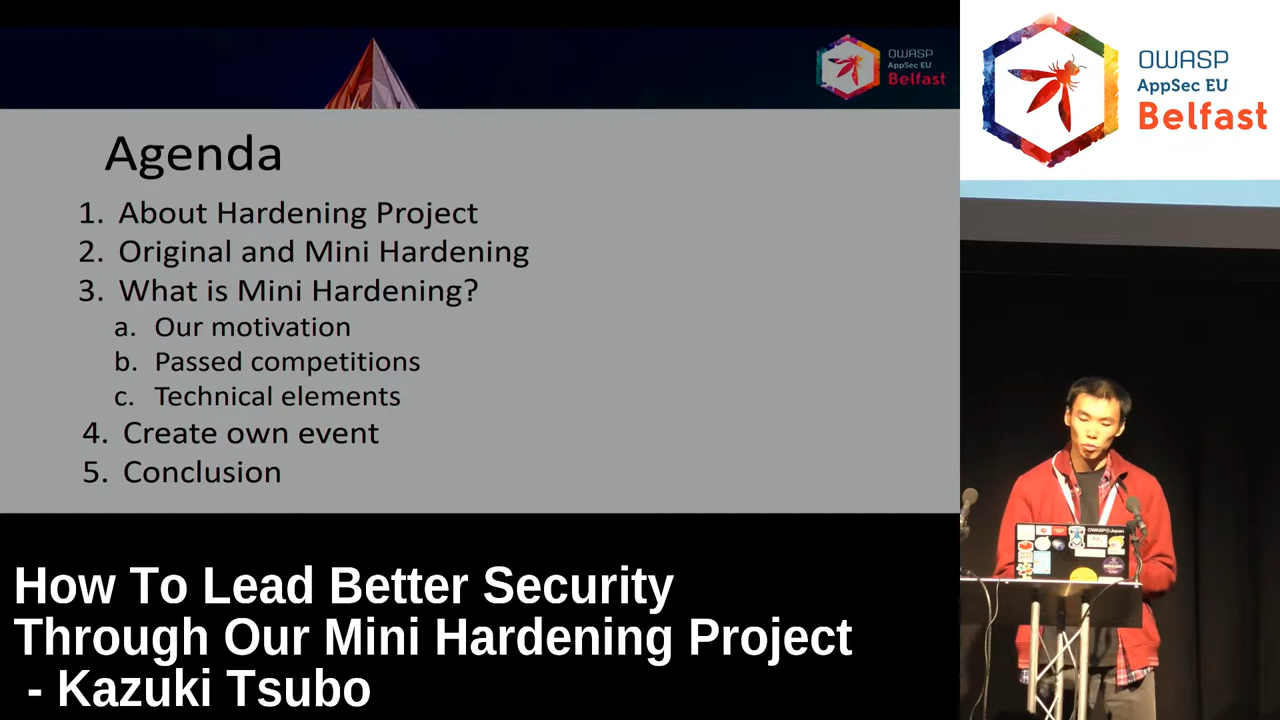 OWASP
AppSec EU
Belfast
OWASP
AppSec EU
Belfast
Agenda
1. About Hardening Project
2. Original and Mini Hardening
3. What is Mini Hardening?
a. Our motivation
b. Passed competitions
c. Technical elements
4. Create own event
5. Conclusion
OWASP Japan
How To Lead Better Security
Through Our Mini Hardening Project
- Kazuki Tsubo